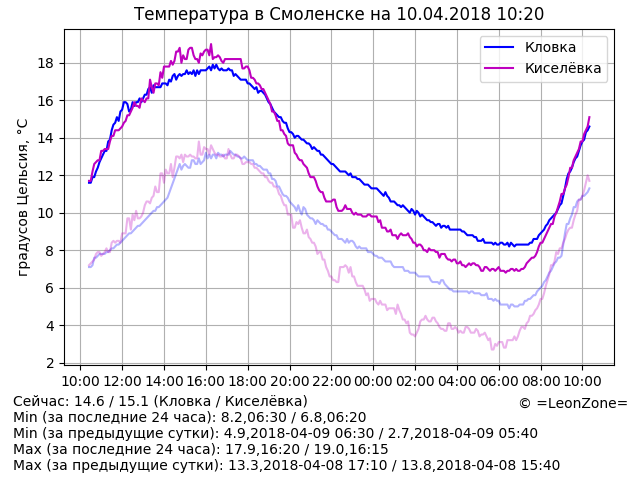 Температура в Смоленске на 10.04.2018 10:20
Кловка
Киселёвка
градусов Цельсия, °C
18
16
14
12
10
8
6
4
2
10:00 12:00 14:00 16:00 18:00 20:00 22:00 00:00 02:00 04:00 06:00 08:00 10:00
Сейчас: 14.6 / 15.1 (Кловка / Киселёвка)
© =LeonZone=
Min (за последние 24 часа): 8.2,06:30 / 6.8,06:20
Min (за предыдущие сутки): 4.9,2018-04-09 06:30 / 2.7,2018-04-09 05:40
Max (за последние 24 часа): 17.9,16:20 / 19.0,16:15
Max (за предыдущие сутки): 13.3,2018-04-08 17:10 / 13.8,2018-04-08 15:40